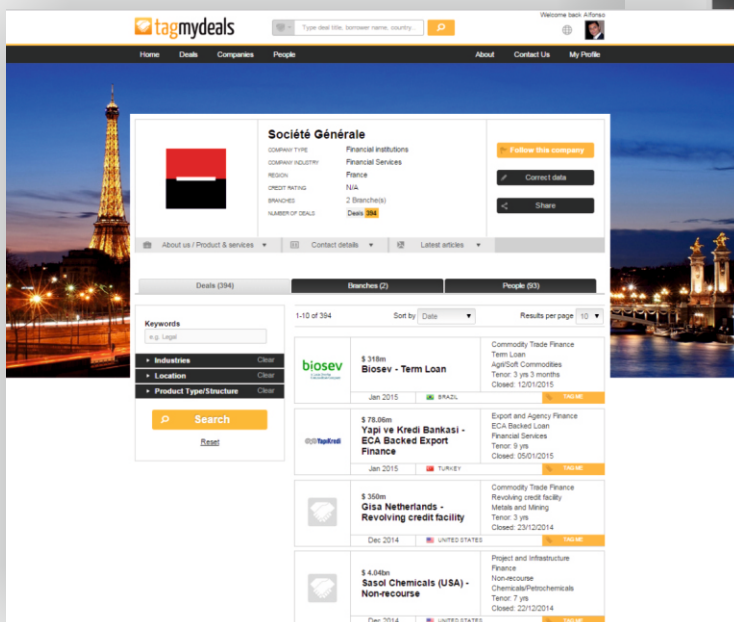 tagmydeals
Type deal title, borrower name, country .
Welcome back Alfonso
Home Deals Companies People About Contact Us My Profile
Société Générale
COMPANY TYPE Financial institutions
COMPANY INDUSTRY Financial Services
REGION France
CREDIT RATING N/A
BRANCHES 2 Branche(s)
NUMBER OF DEALS Deals 394
Follow this company
Correct data
Share
About us / Product & services Contact details Latest articles
Deals (394) Branches (2) People (93)
Keywords
e.g. Legal
Industries Clear
Location Clear
Product Type/Structure Clear
Search
Reset
1-10 of 394 Sort by Date Results per page 10
biosev
$ 318m
Biosev - Term Loan
Commodity Trade Finance
Term Loan
Agri/Soft Commodities
Tenor: 3 yrs 3 months
Closed: 12/01/2015
Jan 2015 BRAZIL TAG ME
YapıKredi
$ 78.06m
Yapi ve Kredi Bankasi -
ECA Backed Export
Finance
Export and Agency Finance
ECA Backed Loan
Financial Services
Tenor: 9 yrs
Closed: 05/01/2015
Jan 2015 TURKEY TAG ME
$ 350m
Gisa Netherlands -
Revolving credit facility
Commodity Trade Finance
Revolving credit facility
Metals and Mining
Tenor: 3 yrs
Closed: 23/12/2014
Dec 2014 UNITED STATES TAG ME
$ 4.04bn
Sasol Chemicals (USA) -
Non-recourse
Project and Infrastructure
Finance
Non-recourse
Chemicals/Petrochemicals
Tenor: 7 yrs
Closed: 22/12/2014
Dec 2014 UNITED STATES TAG ME